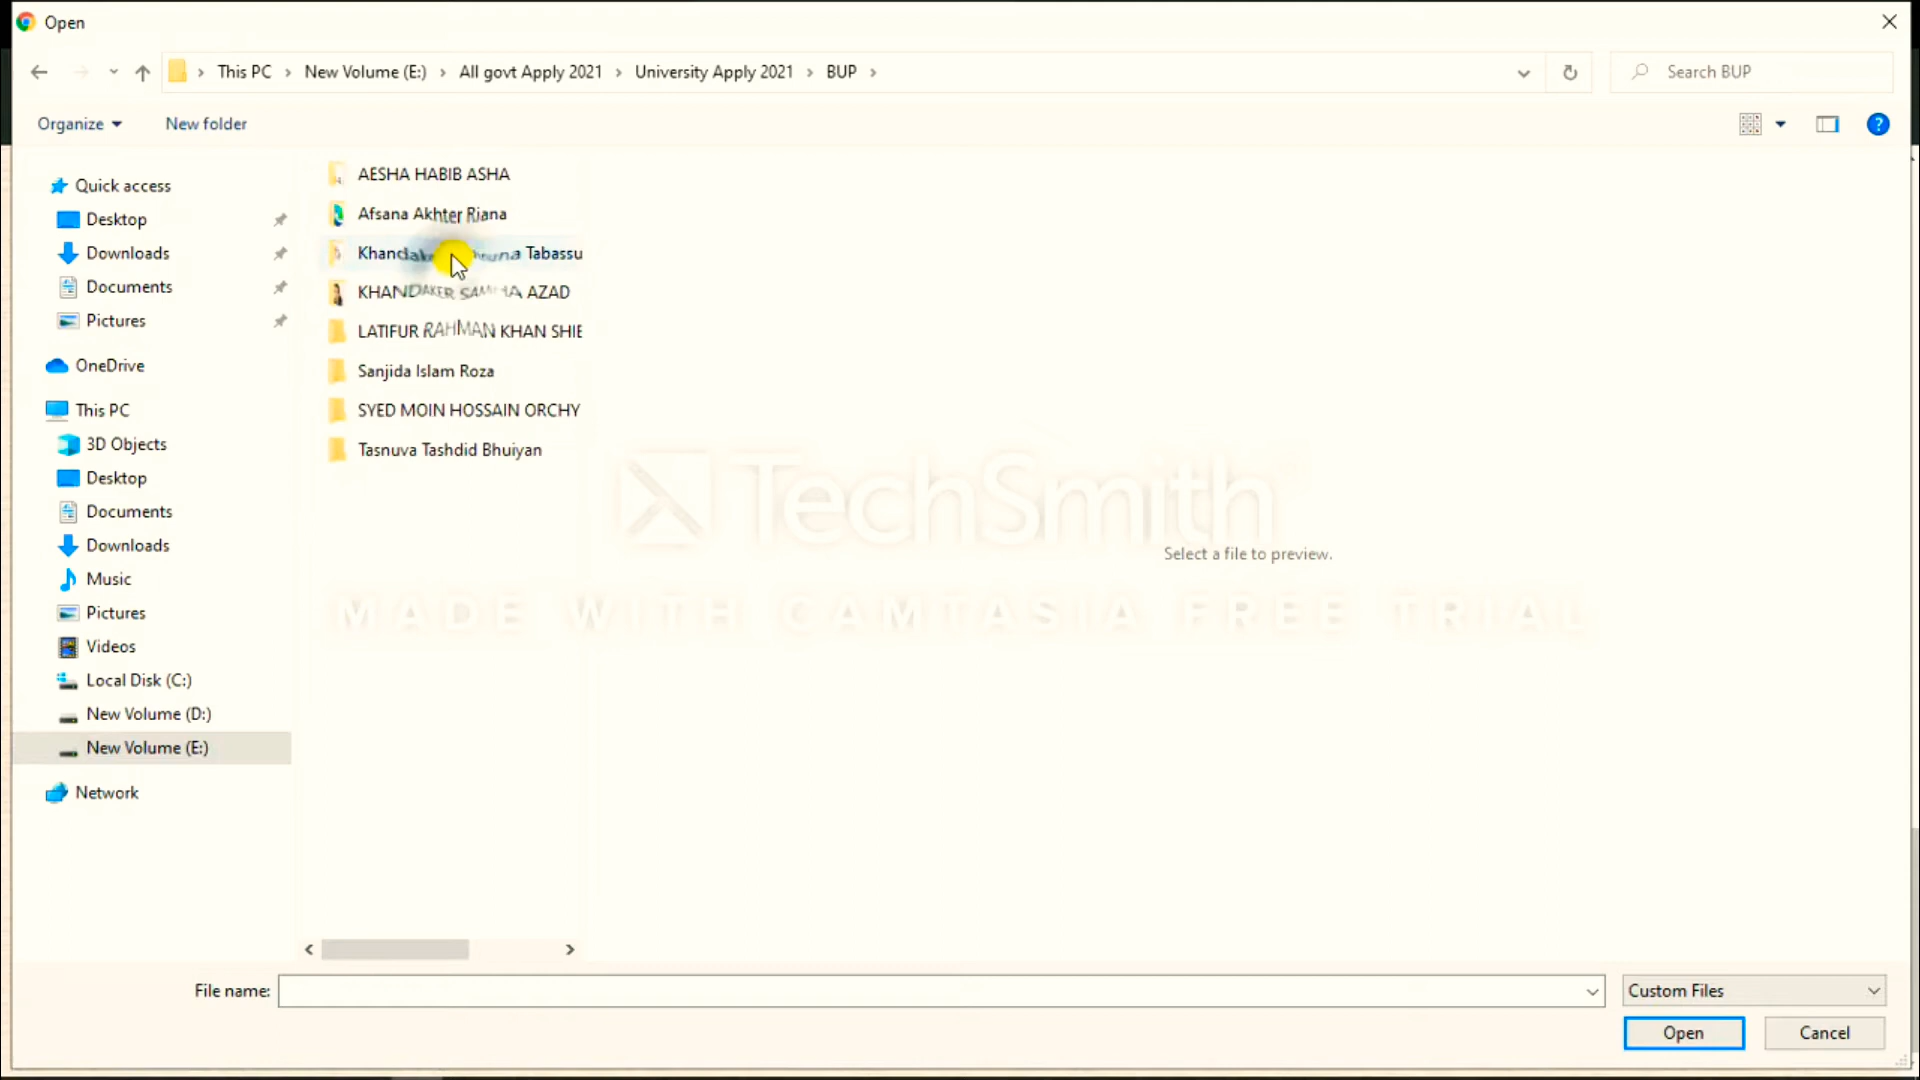 Open
This PC > New Volume (E:) > All govt Apply 2021 > University Apply 2021 > BUP >
Search BUP
Organize
New folder
Quick access
Desktop
Downloads
Documents
Pictures
OneDrive
This PC
3D Objects
Desktop
Documents
Downloads
Music
Pictures
Videos
Local Disk (C:)
New Volume (D:)
New Volume (E:)
Network
AESHA HABIB ASHA
Afsana Akhter Riana
Tabassu
KHANDAKER SAMIHA AZAD
LATIFUR RAHMAN KHAN SHIE
Sanjida Islam Roza
SYED MOIN HOSSAIN ORCHY
Tasnuva Tashdid Bhuiyan
TechSmith
Select a file to preview.
MADE WITH CAMTASIA FREE TRIAL
File name:
Custom Files
Open
Cancel